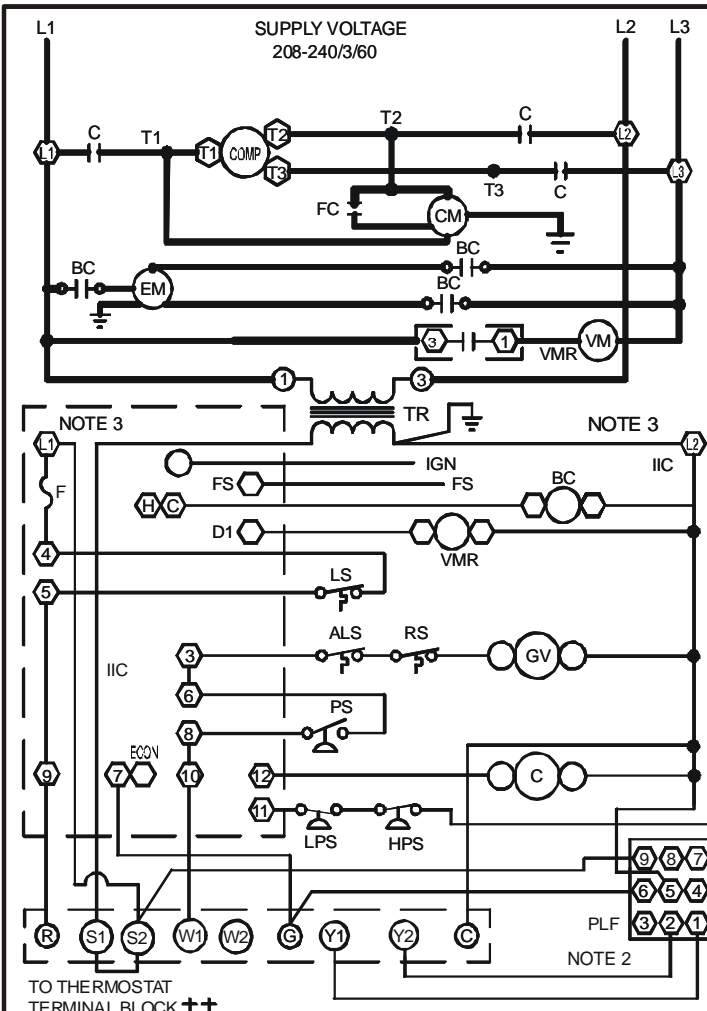 L1 SUPPLY VOLTAGE L2 L3
208-240/3/60
C T1 T2 C
L1 T1 COMP T2 L2
T3 T3 C L3
FC CM
BC BC
EM BC
3 1 VMR VM
1 3
TR
NOTE 3 NOTE 3
L1 L2
IGN IIC
F FS FS BC
H C
D1 VMR
4
5 LS
ALS RS
3 GV
IIC
6 PS
8
ECON
9 7 10 12 C
11 LPS HPS
9 8 7
6 5 4
PLF 3 2 1
R S1 S2 W1 W2 G Y1 Y2 C
NOTE 2
TO THERMOSTAT
TERMINAL BLOCK ++